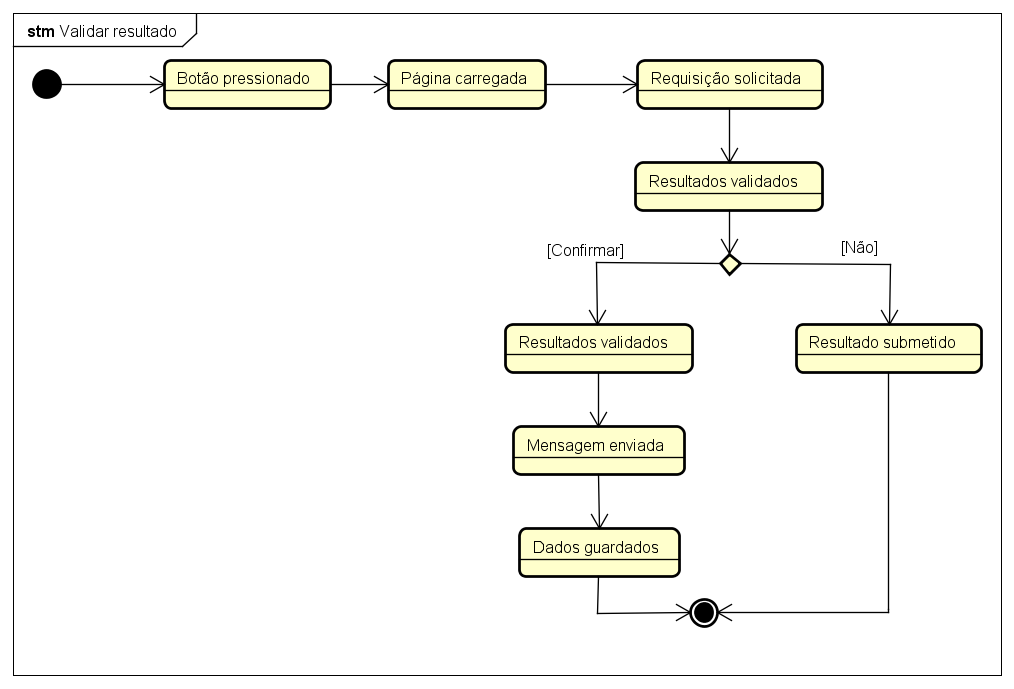 stm Validar resultado
Botão pressionado
Página carregada
Requisição solicitada
Resultados validados
[Confirmar]
[Não]
Resultados validados
Resultado submetido
Mensagem enviada
Dados guardados